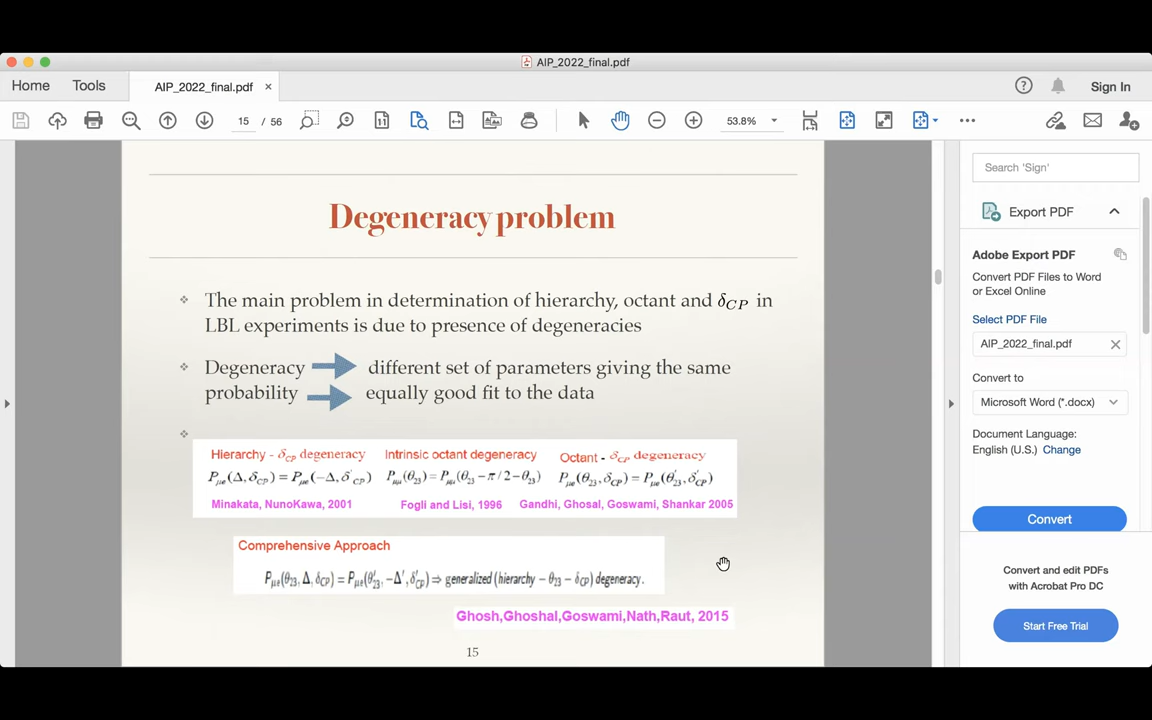 AIP_2022_final.pdf
Home Tools AIP_2022_final.pdf × Sign In
15 / 56 53.8%
Degeneracy problem
❖ The main problem in determination of hierarchy, octant and δCP in
LBL experiments is due to presence of degeneracies
❖ Degeneracy different set of parameters giving the same
probability equally good fit to the data
❖
Hierarchy - δCP degeneracy Intrinsic octant degeneracy Octant - δCP degeneracy
Pμe(Δ,δCP) = Pμe(−Δ,δ'CP) Pμμ(θ23) = Pμμ(θ23 − π/2 − θ23) Pμe(θ23,δCP) = Pμe(θ'23,δ'CP)
Minakata, NunoKawa, 2001 Fogli and Lisi, 1996 Gandhi, Ghosal, Goswami, Shankar 2005
Comprehensive Approach
Pμe(θ23, Δ, δCP) = Pμe(θ'23, −Δ', δ'CP) ⇒ generalized (hierarchy − θ23 − δCP) degeneracy.
Ghosh,Ghoshal,Goswami,Nath,Raut, 2015
15
Search 'Sign'
Export PDF
Adobe Export PDF
Convert PDF Files to Word
or Excel Online
Select PDF File
AIP_2022_final.pdf ×
Convert to
Microsoft Word (*.docx)
Document Language:
English (U.S.) Change
Convert
Convert and edit PDFs
with Acrobat Pro DC
Start Free Trial